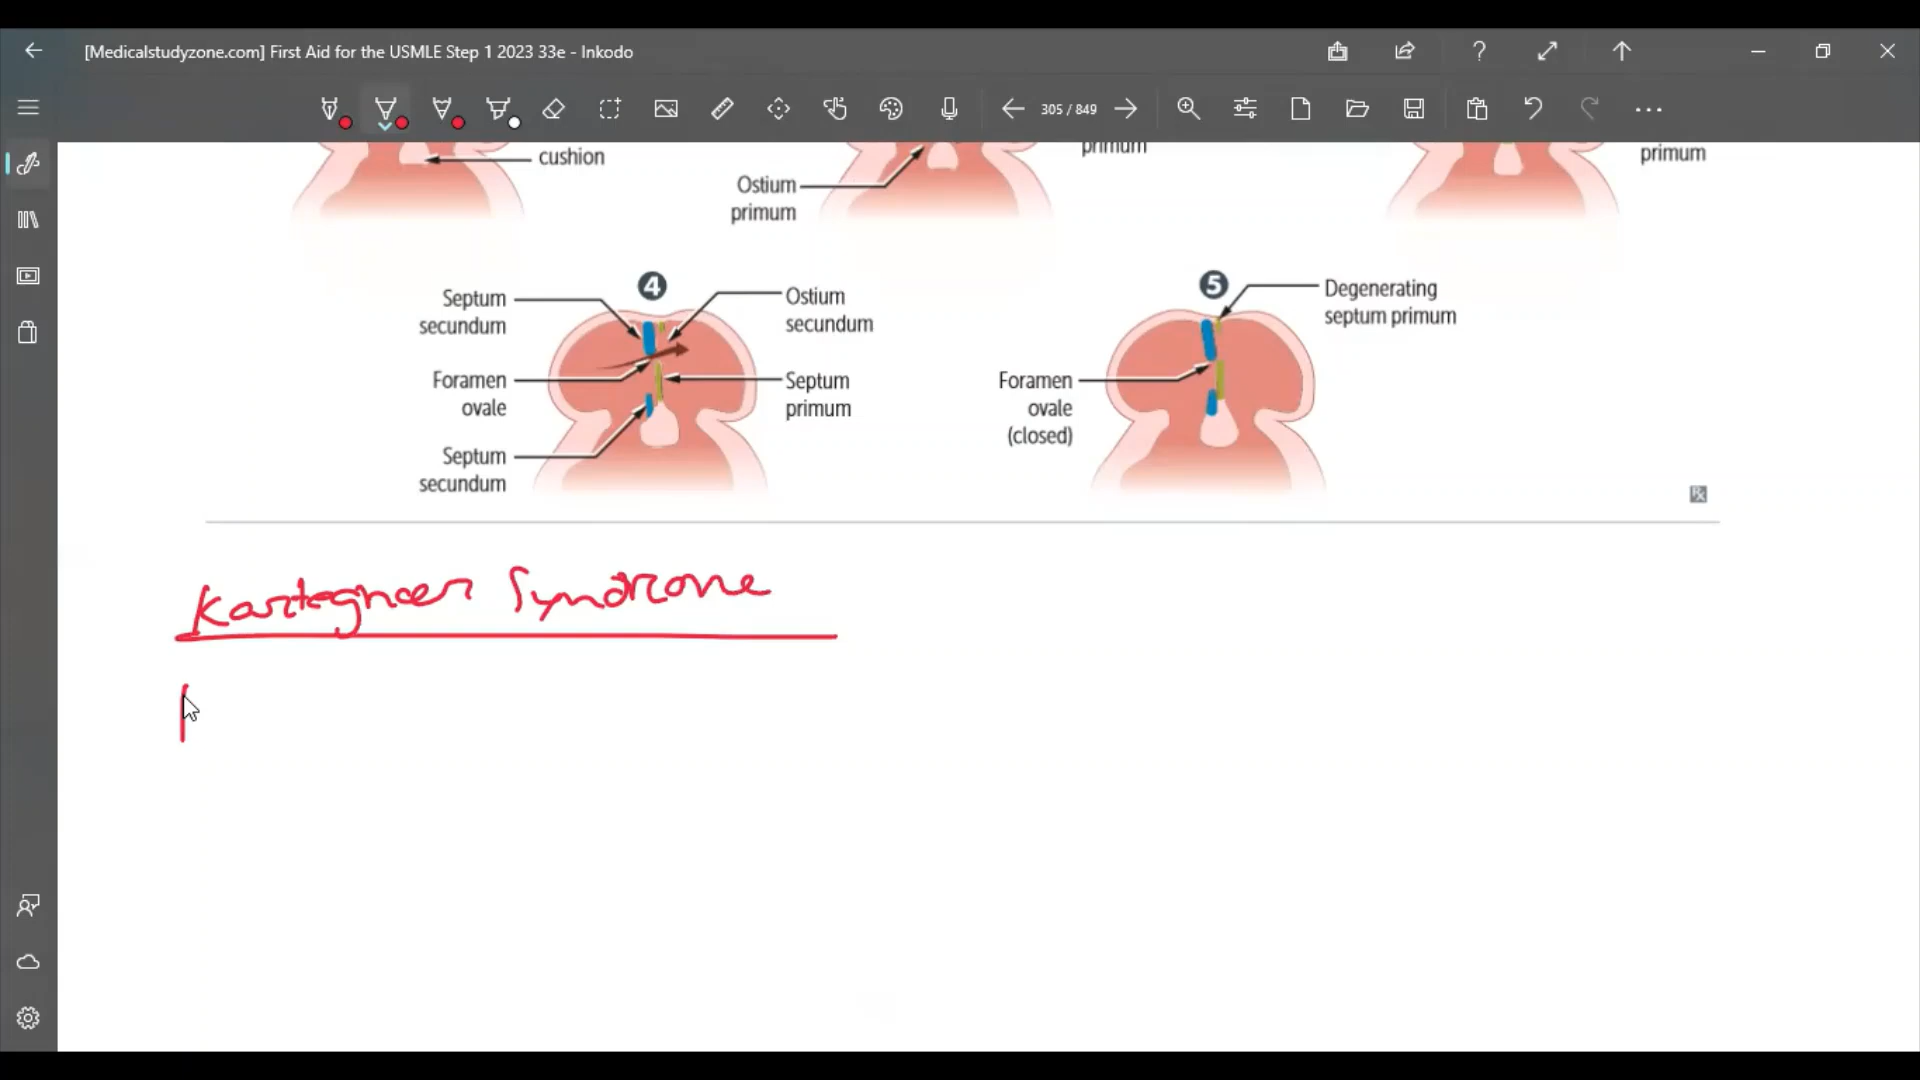 [Medicalstudyzone.com] First Aid for the USMLE Step 1 2023 33e - Inkodo
305 / 849
cushion
Ostium
primum
primum
primum
4
Septum
secundum
Ostium
secundum
Foramen
ovale
Septum
primum
Septum
secundum
5
Degenerating
septum primum
Foramen
ovale
(closed)
Rx
Kartegneer Syndrome